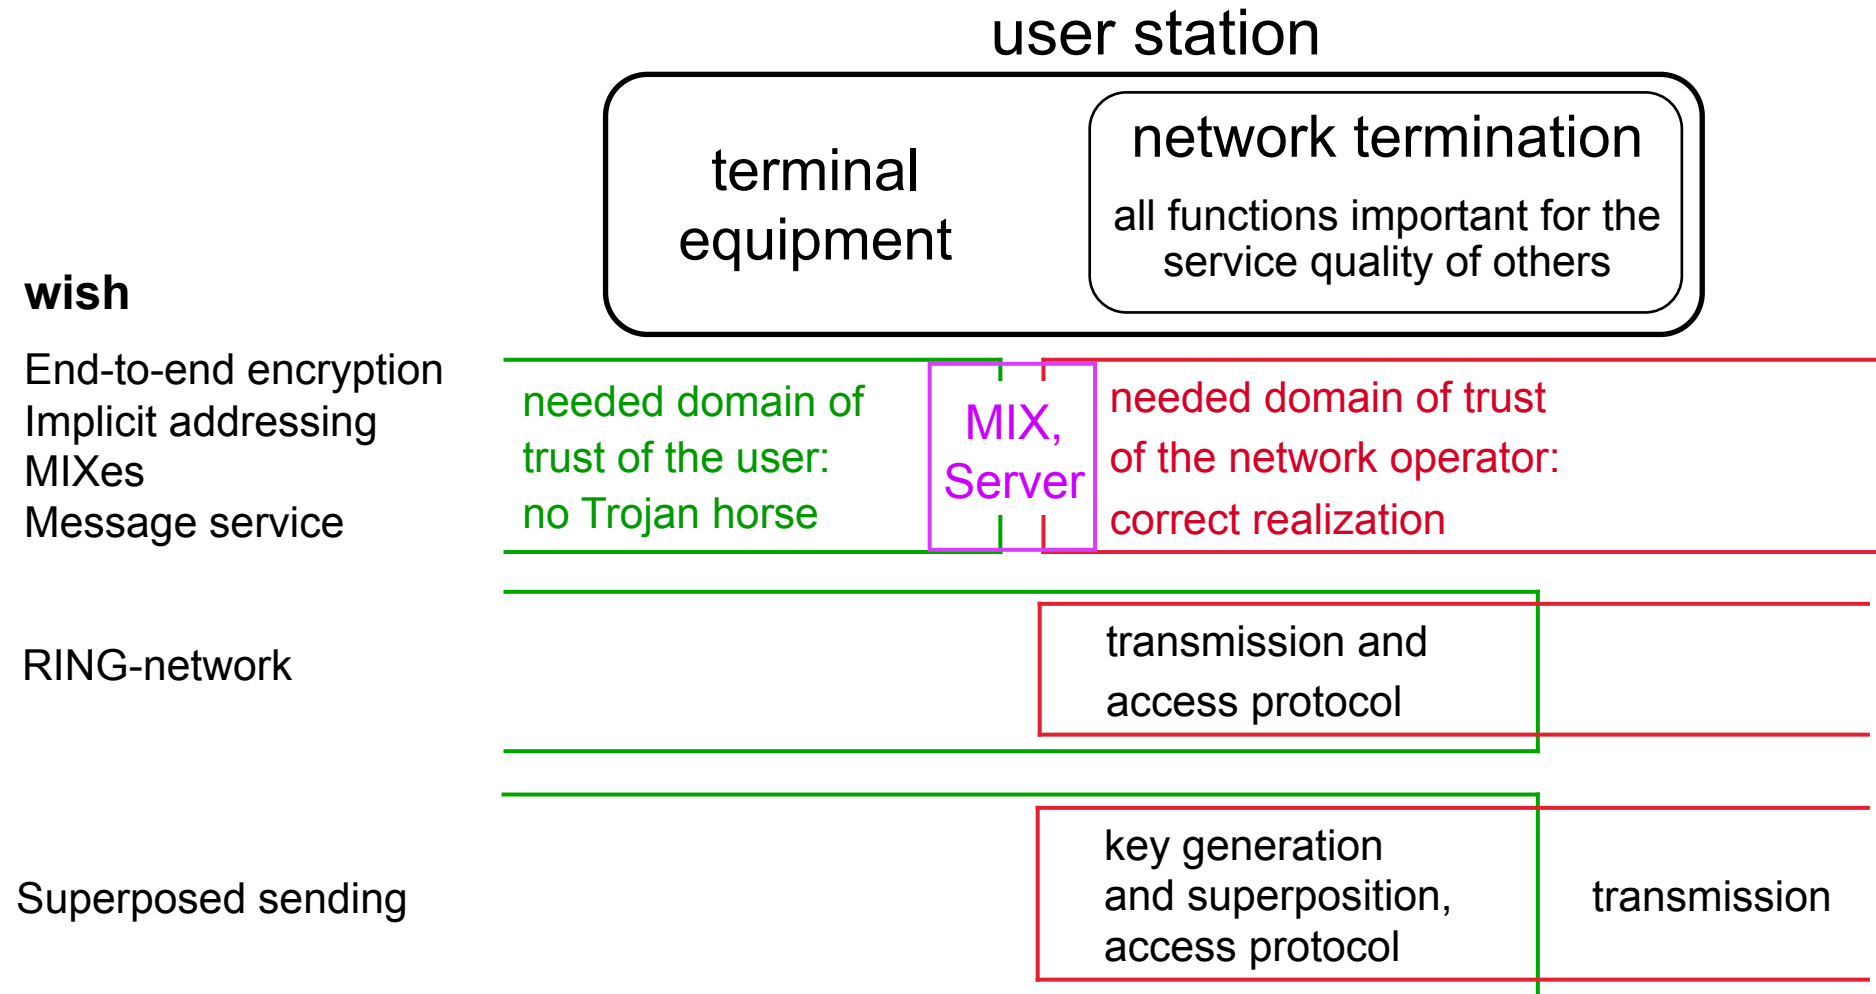 user station
terminal
equipment
network termination
all functions important for the
service quality of others
wish
End-to-end encryption
Implicit addressing
MIXes
Message service
needed domain of
trust of the user:
no Trojan horse
MIX,
Server
needed domain of trust
of the network operator:
correct realization
RING-network
transmission and
access protocol
Superposed sending
key generation
and superposition,
access protocol
transmission